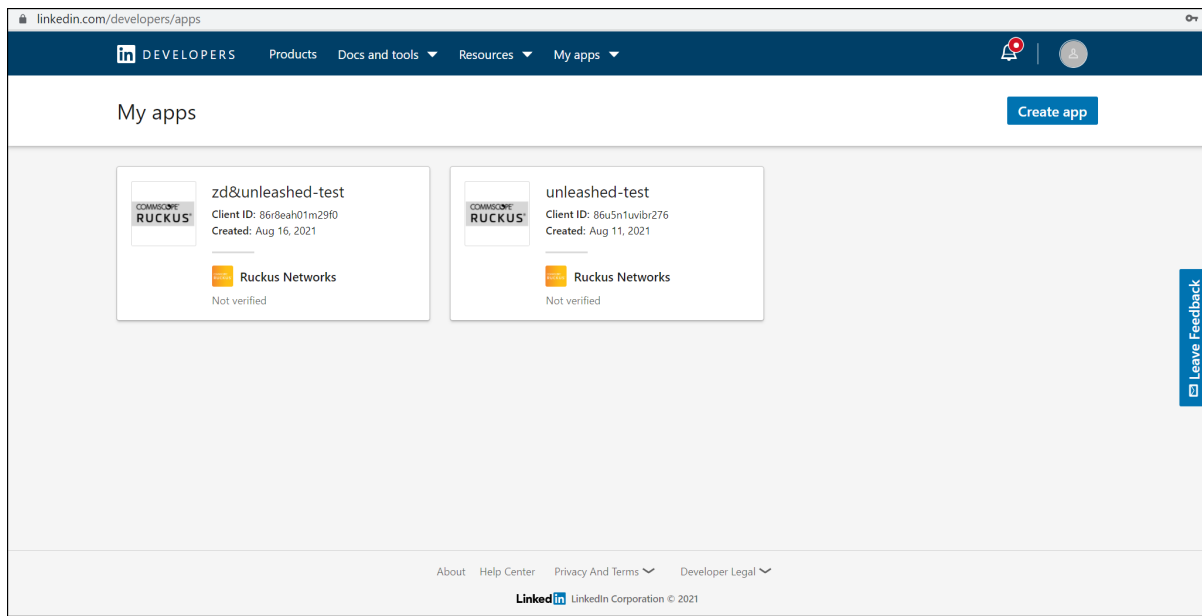 linkedin.com/developers/apps
in DEVELOPERS Products Docs and tools Resources My apps
My apps
Create app
COMMSCOPE®
RUCKUS®
zd&unleashed-test
Client ID: 86r8eah01m29f0
Created: Aug 16, 2021
Ruckus Networks
Not verified
COMMSCOPE®
RUCKUS®
unleashed-test
Client ID: 86u5n1uvibr276
Created: Aug 11, 2021
Ruckus Networks
Not verified
Leave Feedback
About Help Center Privacy And Terms Developer Legal
Linked in LinkedIn Corporation © 2021